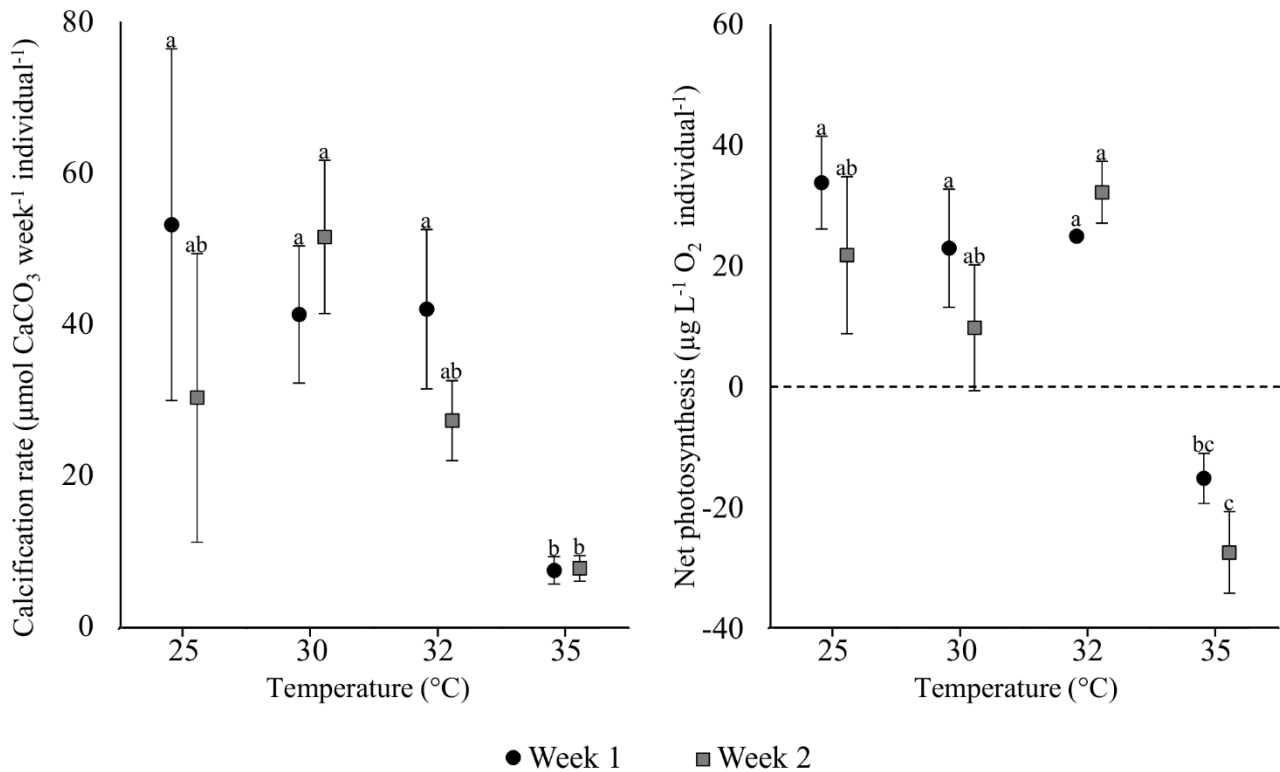 Calcification rate (µmol CaCO₃ week⁻¹ individual⁻¹)
80
60
40
20
0
a
ab
a
a
a
ab
b
b
25
30
32
35
Temperature (°C)
Net photosynthesis (µg L⁻¹ O₂ individual⁻¹)
60
40
20
0
-20
-40
a
ab
a
ab
a
a
bc
c
25
30
32
35
Temperature (°C)
Week 1
Week 2